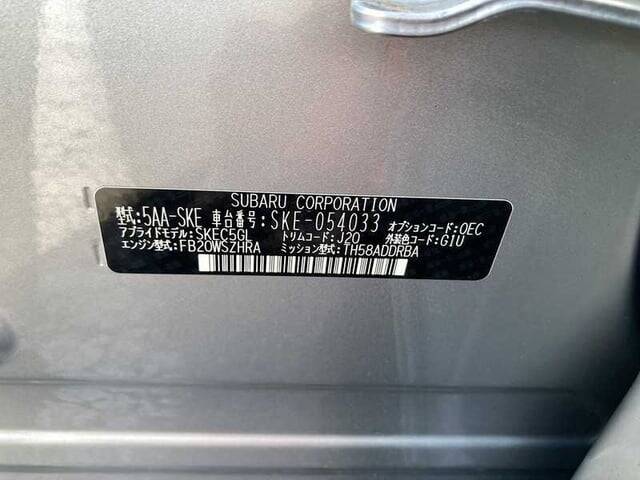 SUBARU CORPORATION
型式:5AA-SKE 車台番号:SKE-054033 オプションコード:OEC
アプライドモデル:SKEC5GL トリムコード:J20 外装色コード:G1U
エンジン型式:FB20WSZHRA ミッション型式:TH58ADDRBA